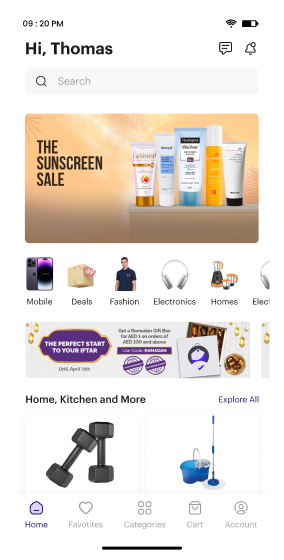 09 : 20 PM
Hi, Thomas
Search
THE
SUNSCREEN
SALE
Neutrogena
Mobile
Deals
Fashion
Electronics
Homes
Elect
THE PERFECT START
TO YOUR IFTAR
Until, April 16th
Get a Ramadan Gift Box
for AED 1 on orders of
AED 100 and above
Use Code: RAMADAN
Home, Kitchen and More
Explore All
Home
Favotites
Categories
Cart
Account